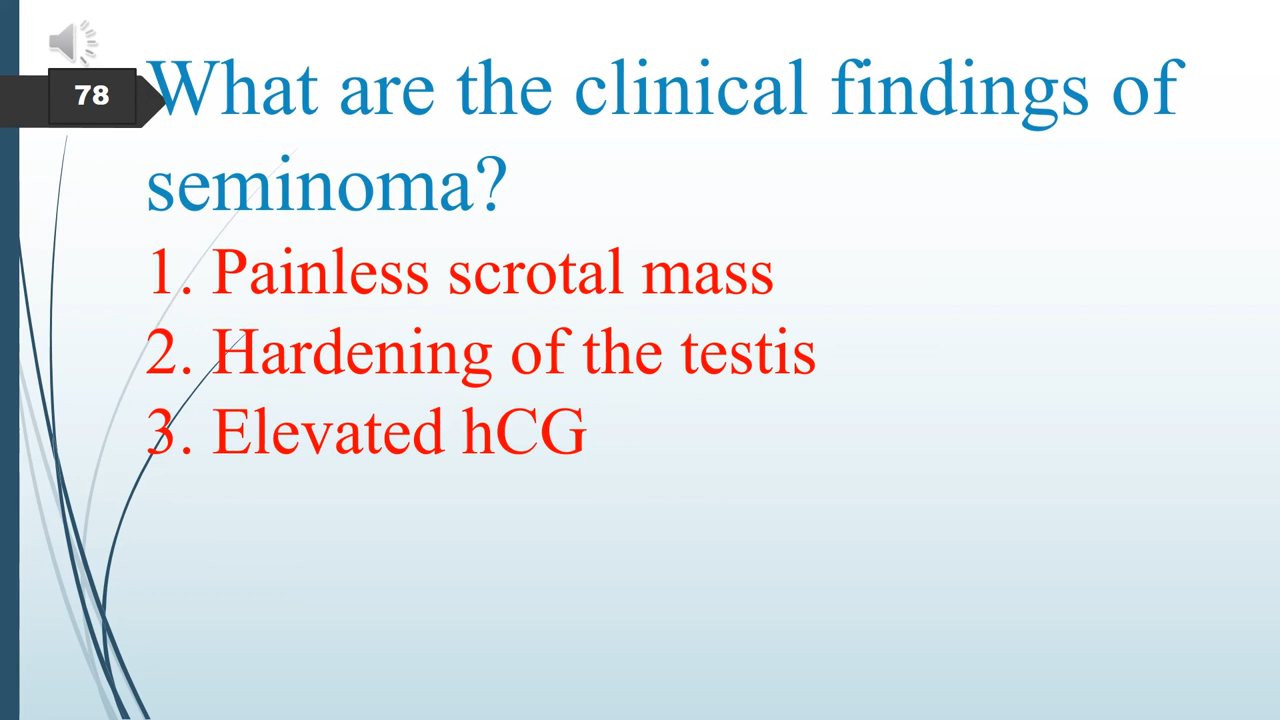 78
What are the clinical findings of
seminoma?
1. Painless scrotal mass
2. Hardening of the testis
3. Elevated hCG